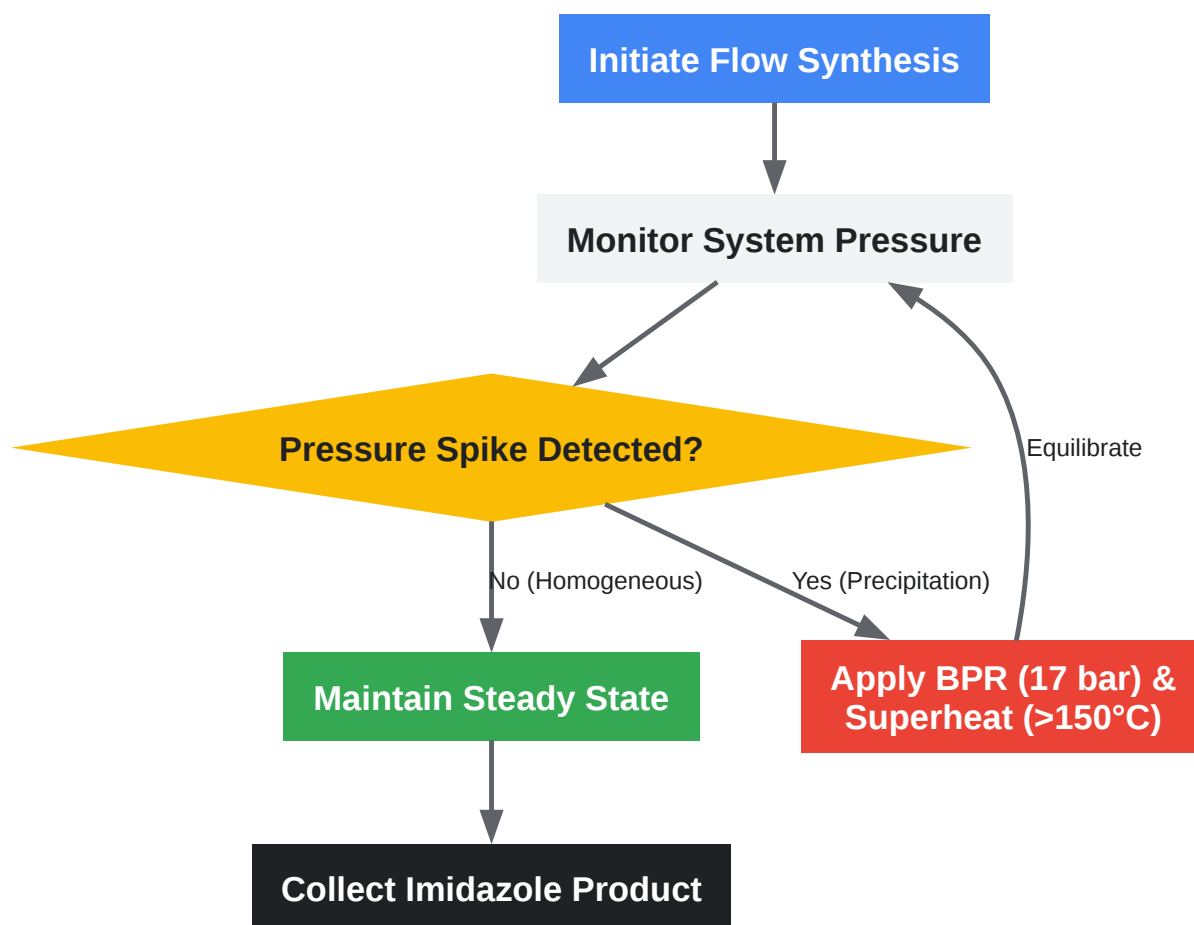 Initiate Flow Synthesis
Monitor System Pressure
Pressure Spike Detected?
Equilibrate
No (Homogeneous)
Yes (Precipitation)
Maintain Steady State
Apply BPR (17 bar) &
Superheat (>150°C)
Collect Imidazole Product